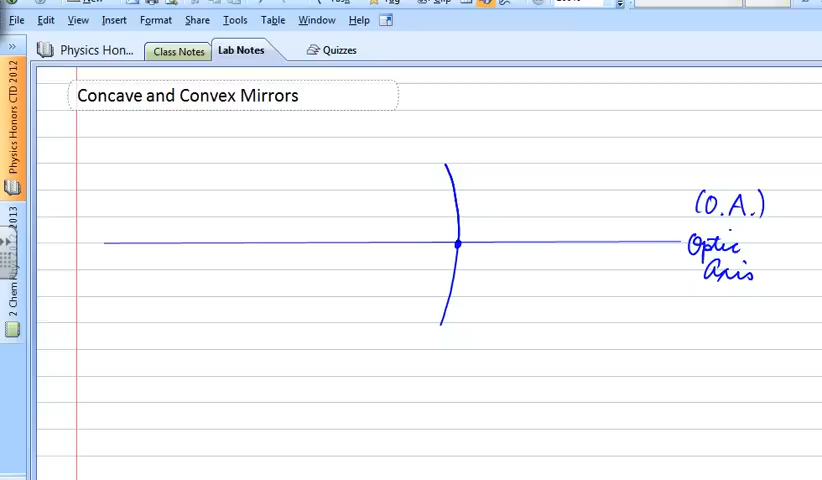 File Edit View Insert Format Share Tools Table Window Help
Physics Hon... Class Notes Lab Notes Quizzes
Concave and Convex Mirrors
(O.A.)
Optic
Axis
Physics Honors CTD 2012